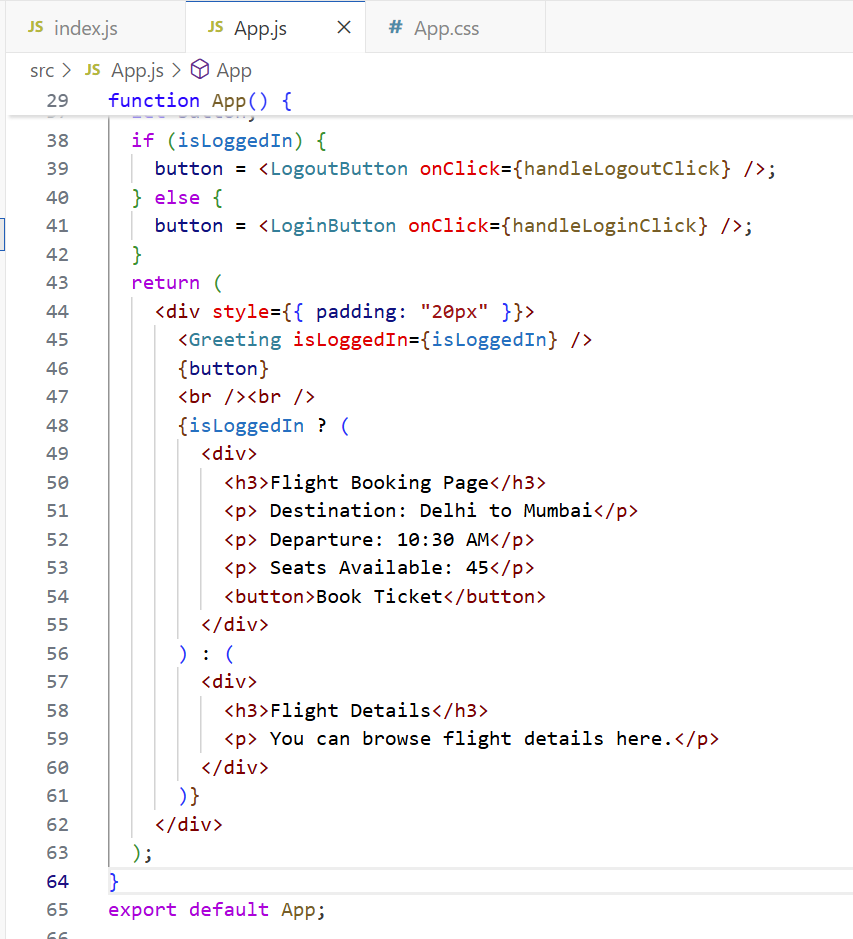 JS index.js
JS App.js ×
# App.css
src > JS App.js > App
29 function App() {
38 if (isLoggedIn) {
39 button = <LogoutButton onClick={handleLogoutClick} />;
40 } else {
41 button = <LoginButton onClick={handleLoginClick} />;
42 }
43 return (
44 <div style={{ padding: "20px" }}>
45 <Greeting isLoggedIn={isLoggedIn} />
46 {button}
47 <br /><br />
48 {isLoggedIn ? (
49 <div>
50 <h3>Flight Booking Page</h3>
51 <p> Destination: Delhi to Mumbai</p>
52 <p> Departure: 10:30 AM</p>
53 <p> Seats Available: 45</p>
54 <button>Book Ticket</button>
55 </div>
56 ) : (
57 <div>
58 <h3>Flight Details</h3>
59 <p> You can browse flight details here.</p>
60 </div>
61 )}
62 </div>
63 );
64 }
65 export default App;